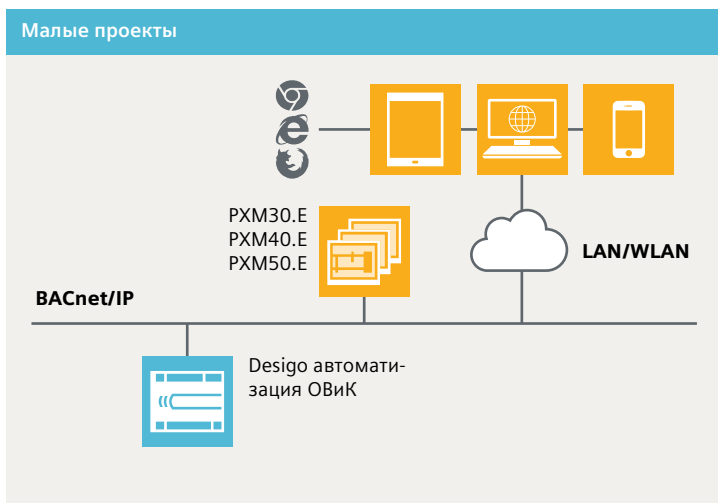 Малые проекты
PXM30.E
PXM40.E
PXM50.E
LAN/WLAN
BACnet/IP
Desigo автомати-
зация ОВиК